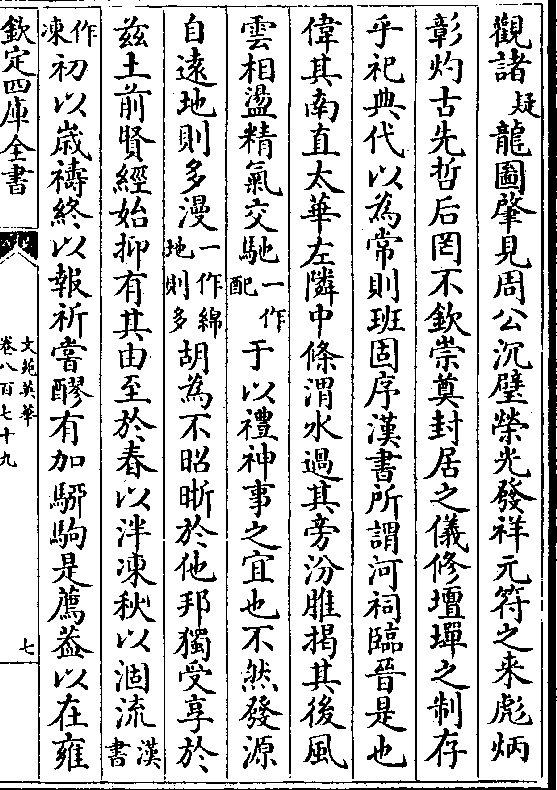 觀諸疑龍圖肇見周公沉璧榮光發祥元符之来彪炳
彰灼古先哲后罔不欽崇奠封居之儀修壇墠之制存
乎祀典代以為常則班固序漢書所謂河祠臨晉是也
偉其南直太華左隣中條渭水過其旁汾脽揭其後風
雲相盪精氣交馳一作配于以禮神事之宜也不然發源
自遠地則多漫一作綿地則多胡為不昭晰於他邦獨受享於
兹土前賢經始抑有其由至於春以泮凍秋以涸流漢書
作凍初以歳禱終以報祈嘗醪有加騂駒是薦葢以在雍
欽定四庫全書
文苑英華
卷八百七十九
七